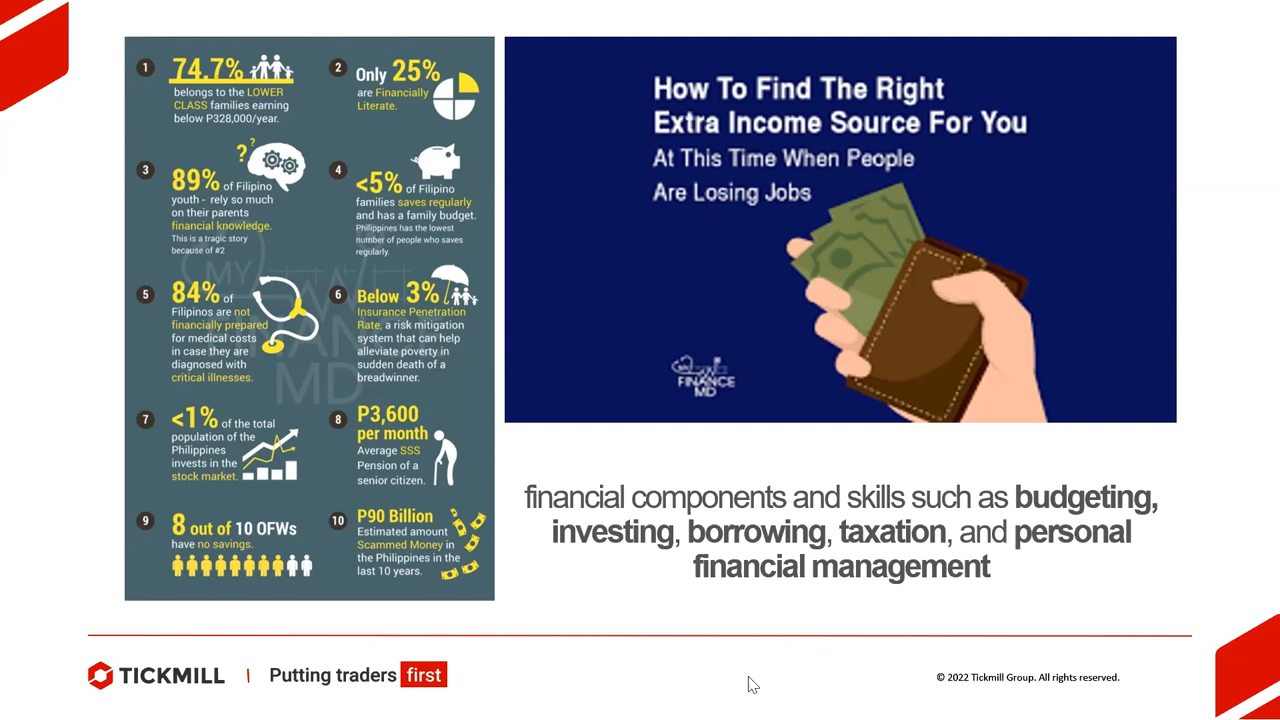 1
74.7%
belongs to the LOWER
CLASS families earning
below P328,000/year.
2
Only 25%
are Financially
Literate.
3
? ?
89% of Filipino
youth - rely so much
on their parents
financial knowledge.
This is a tragic story
because of #2
4
<5% of Filipino
families saves regularly
and has a family budget.
Philippines has the lowest
number of people who saves
regularly.
5
84% of
Filipinos are not
financially prepared
for medical costs
in case they are
diagnosed with
critical illnesses.
6
Below 3%
Insurance Penetration
Rate, a risk mitigation
system that can help
alleviate poverty in
sudden death of a
breadwinner.
7
<1% of the total
population of the
Philippines
invests in the
stock market.
8
P3,600
per month
Average SSS
Pension of a
senior citizen.
9
8 out of 10 OFWs
have no savings.
10
P90 Billion
Estimated amount
Scammed Money in
the Philippines in the
last 10 years.
MY
FINANCE
MD
How To Find The Right
Extra Income Source For You
At This Time When People
Are Losing Jobs
FINANCE
MD
financial components and skills such as budgeting,
investing, borrowing, taxation, and personal
financial management
TICKMILL | Putting traders first
© 2022 Tickmill Group. All rights reserved.